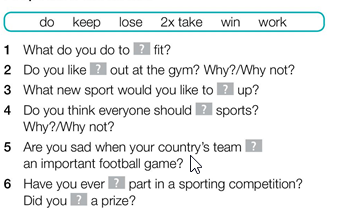 do keep lose 2x take win work
1 What do you do to ? fit?
2 Do you like ? out at the gym? Why?/Why not?
3 What new sport would you like to ? up?
4 Do you think everyone should ? sports?
Why?/Why not?
5 Are you sad when your country's team ?
an important football game?
6 Have you ever ? part in a sporting competition?
Did you ? a prize?